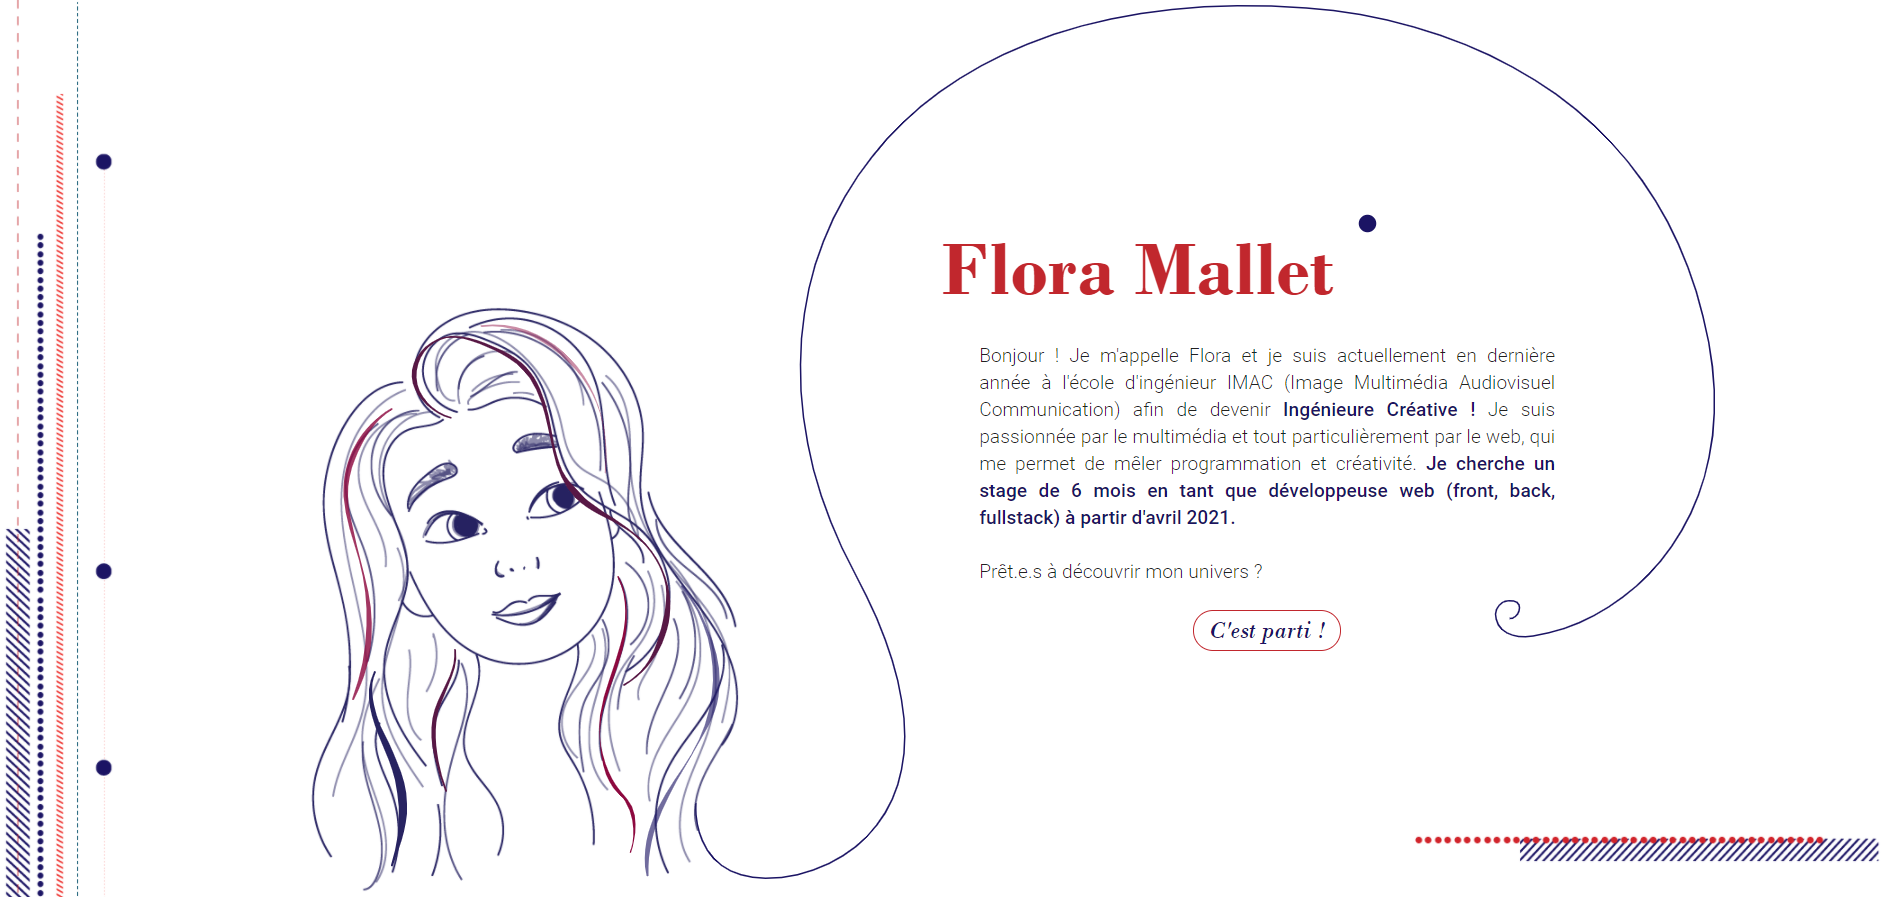 Flora Mallet
Bonjour ! Je m'appelle Flora et je suis actuellement en dernière
année à l'école d'ingénieur IMAC (Image Multimédia Audiovisuel
Communication) afin de devenir Ingénieure Créative ! Je suis
passionnée par le multimédia et tout particulièrement par le web, qui
me permet de mêler programmation et créativité. Je cherche un
stage de 6 mois en tant que développeuse web (front, back,
fullstack) à partir d'avril 2021.
Prêt.e.s à découvrir mon univers ?
C'est parti !